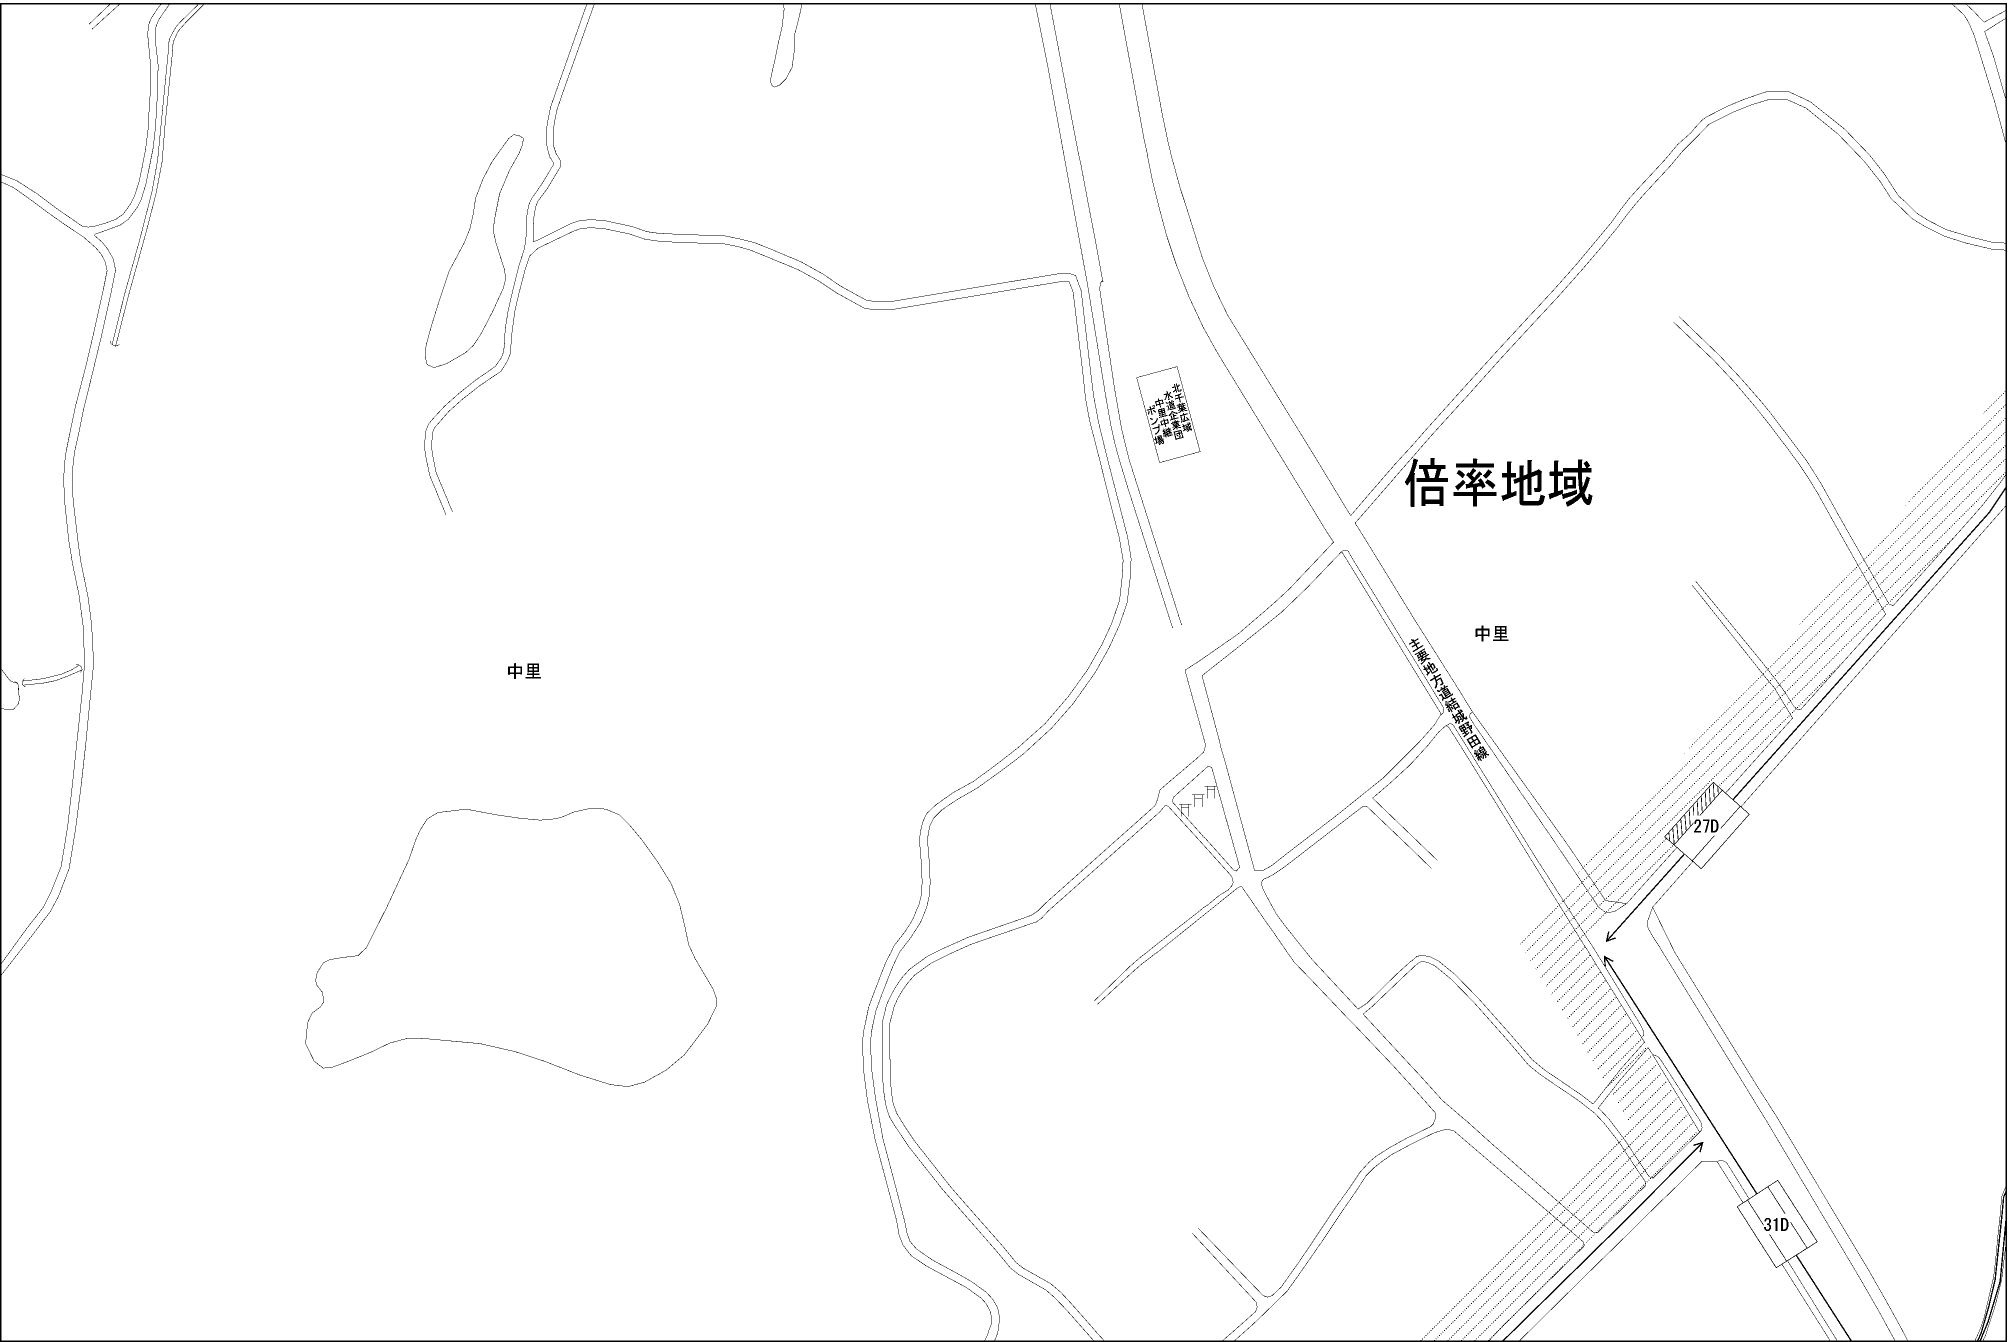 北千葉広域
水道企業団
中里中継
ポンプ場
倍率地域
中里
主要地方道結城野田線
中里
27D
31D